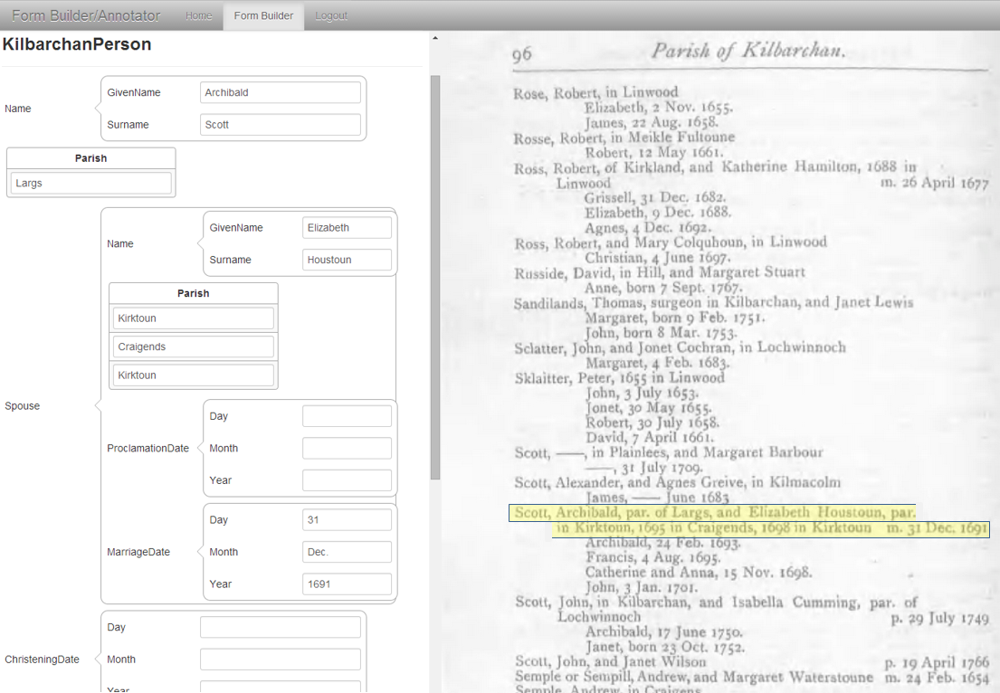 Form Builder/Annotator Home Form Builder Logout
KilbarchanPerson
Name
GivenName Archibald
Surname Scott
Parish
Largs
Spouse
Name
GivenName Elizabeth
Surname Houstoun
Parish
Kirktoun
Craigends
Kirktoun
ProclamationDate
Day
Month
Year
MarriageDate
Day 31
Month Dec.
Year 1691
ChristeningDate
Day
Month
Year
96 Parish of Kilbarchan.
Rose, Robert, in Linwood
Elizabeth, 2 Nov. 1655.
James, 22 Aug. 1658.
Rosse, Robert, in Meikle Fultoune
Robert, 12 May 1661.
Ross, Robert, of Kirkland, and Katherine Hamilton, 1688 in
Linwood m. 26 April 1677
Grissell, 31 Dec. 1682.
Elizabeth, 9 Dec. 1688.
Agnes, 4 Dec. 1692.
Ross, Robert, and Mary Colquhoun, in Linwood
Christian, 4 June 1697.
Russide, David, in Hill, and Margaret Stuart
Anne, born 7 Sept. 1767.
Sandilands, Thomas, surgeon in Kilbarchan, and Janet Lewis
Margaret, born 9 Feb. 1751.
John, born 8 Mar. 1753.
Sclatter, John, and Jonet Cochran, in Lochwinnoch
Margaret, 4 Feb. 1683.
Sklaitter, Peter, 1655 in Linwood
John, 3 July 1653.
Jonet, 30 May 1655.
Robert, 30 July 1658.
David, 7 April 1661.
Scott, ——, in Plainlees, and Margaret Barbour
——, 31 July 1709.
Scott, Alexander, and Agnes Greive, in Kilmacolm
James, —— June 1683
Scott, Archibald, par. of Largs, and Elizabeth Houstoun, par.
in Kirktoun, 1695 in Craigends, 1698 in Kirktoun m. 31 Dec. 1691
Archibald, 24 Feb. 1693.
Francis, 4 Aug. 1695.
Catherine and Anna, 15 Nov. 1698.
John, 3 Jan. 1701.
Scott, John, in Kilbarchan, and Isabella Cumming, par. of
Lochwinnoch p. 29 July 1749
Archibald, 17 June 1750.
Janet, born 23 Oct. 1752.
Scott, John, and Janet Wilson p. 19 April 1766
Semple or Sempill, Andrew, and Margaret Waterstoune m. 24 Feb. 1654
Semple, Andrew, in Craigens